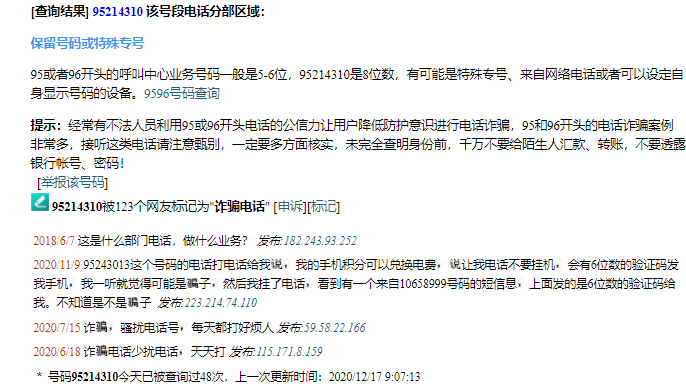 [查询结果] 95214310 该号段电话分部区域：
保留号码或特殊专号
95或者96开头的呼叫中心业务号码一般是5-6位，95214310是8位数，有可能是特殊专号、来自网络电话或者可以设定自
身显示号码的设备。9596号码查询
提示：经常有不法人员利用95或96开头电话的公信力让用户降低防护意识进行电话诈骗，95和96开头的电话诈骗案例
非常多，接听这类电话请注意甄别，一定要多方面核实，未完全查明身份前，千万不要给陌生人汇款、转账，不要透露
银行帐号、密码！
[举报该号码]
95214310被123个网友标记为"诈骗电话" [申诉][标记]
2018/6/7 这是什么部门电话，做什么业务？ 发布:182.243.93.252
2020/11/9 95243013这个号码的电话打电话给我说，我的手机积分可以兑换电费，说让我电话不要挂机，会有6位数的验证码发
我手机，我一听就觉得可能是骗子，然后我挂了电话，看到有一个来自10658999号码的短信息，上面发的是6位数的验证码给
我。不知道是不是骗子 发布:223.214.74.110
2020/7/15 诈骗，骚扰电话号，每天都打好烦人 发布:59.58.22.166
2020/6/18 诈骗电话少扰电话，天天打 发布:115.171.8.159
* 号码95214310今天已被查询过48次，上一次更新时间：2020/12/17 9:07:13